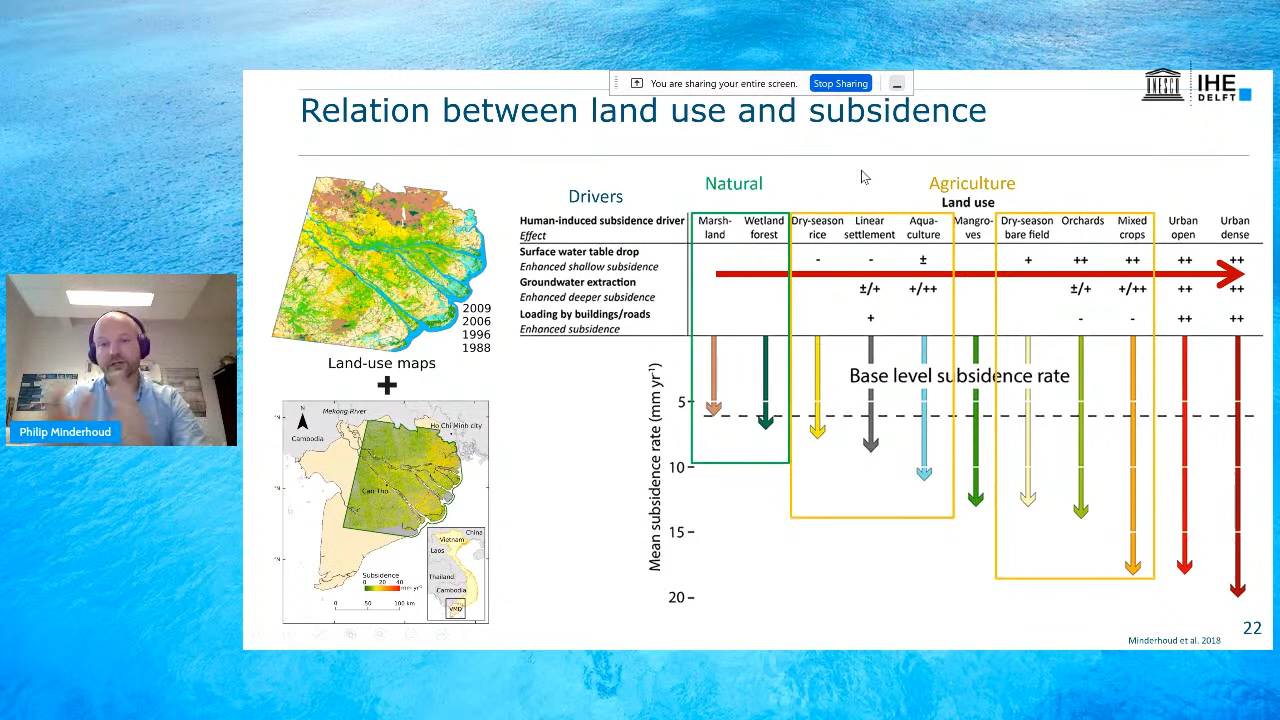 You are sharing your entire screen.
Stop Sharing
unesco
IHE
DELFT
Relation between land use and subsidence
2009
2006
1996
1988
Land-use maps
+
Mekong River
N
Cambodia
Ho Chi Minh city
Can Tho
China
Vietnam
Laos
Thailand
Cambodia
VMD
Subsidence
0 20 40
mm yr⁻¹
0 50 100 km
Drivers
Natural
Agriculture
Land use
Human-induced subsidence driver
Effect
Marsh-
land
Wetland
forest
Dry-season
rice
Linear
settlement
Aqua-
culture
Mangro-
ves
Dry-season
bare field
Orchards
Mixed
crops
Urban
open
Urban
dense
Surface water table drop
Enhanced shallow subsidence
- - ± + ++ ++ ++ ++
Groundwater extraction
Enhanced deeper subsidence
±/+ +/++ ±/+ +/++ ++ ++
Loading by buildings/roads
Enhanced subsidence
+ - - ++ ++
Base level subsidence rate
Mean subsidence rate (mm yr⁻¹)
5
10
15
20
22
Minderhoud et al. 2018
Philip Minderhoud